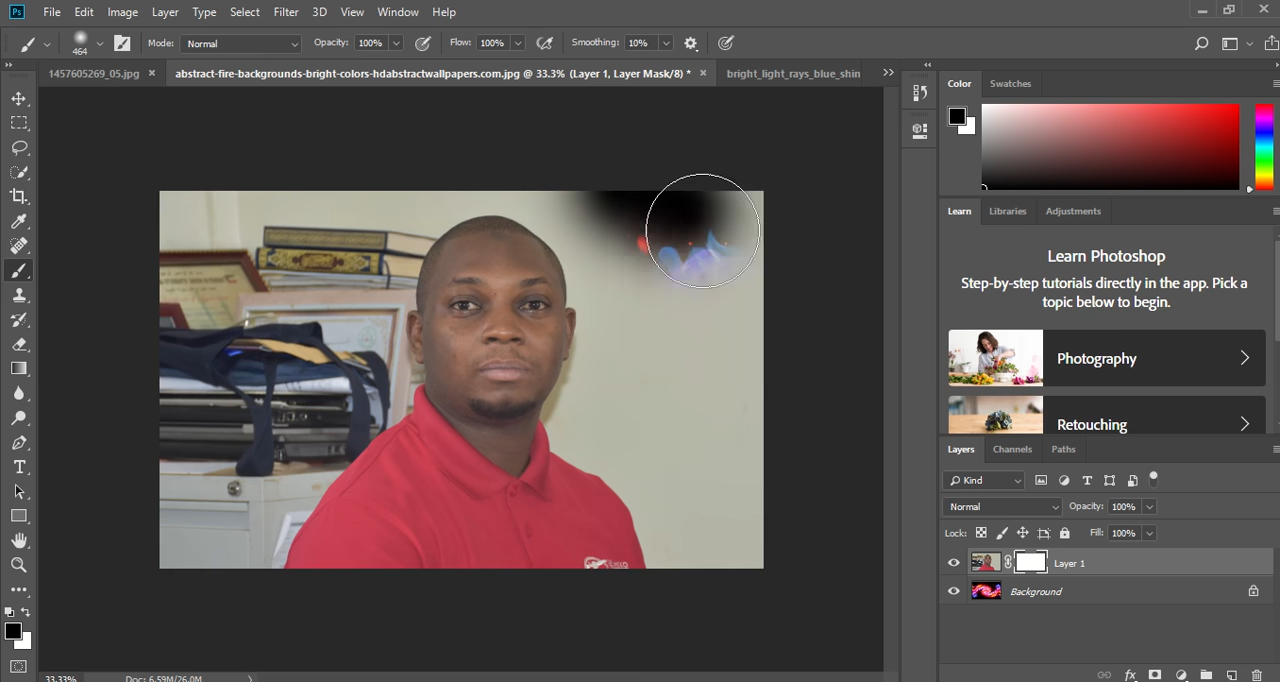 Ps File Edit Image Layer Type Select Filter 3D View Window Help
464 Mode: Normal Opacity: 100% Flow: 100% Smoothing: 10%
1457605269_05.jpg × abstract-fire-backgrounds-bright-colors-hdabstractwallpapers.com.jpg @ 33.3% (Layer 1, Layer Mask/8) * × bright_light_rays_blue_shin
Color Swatches
Learn Libraries Adjustments
Learn Photoshop
Step-by-step tutorials directly in the app. Pick a
topic below to begin.
Photography
Retouching
Layers Channels Paths
Kind
Normal Opacity: 100%
Lock: Fill: 100%
Layer 1
Background
33.33% Doc: 6.59M/26.0M